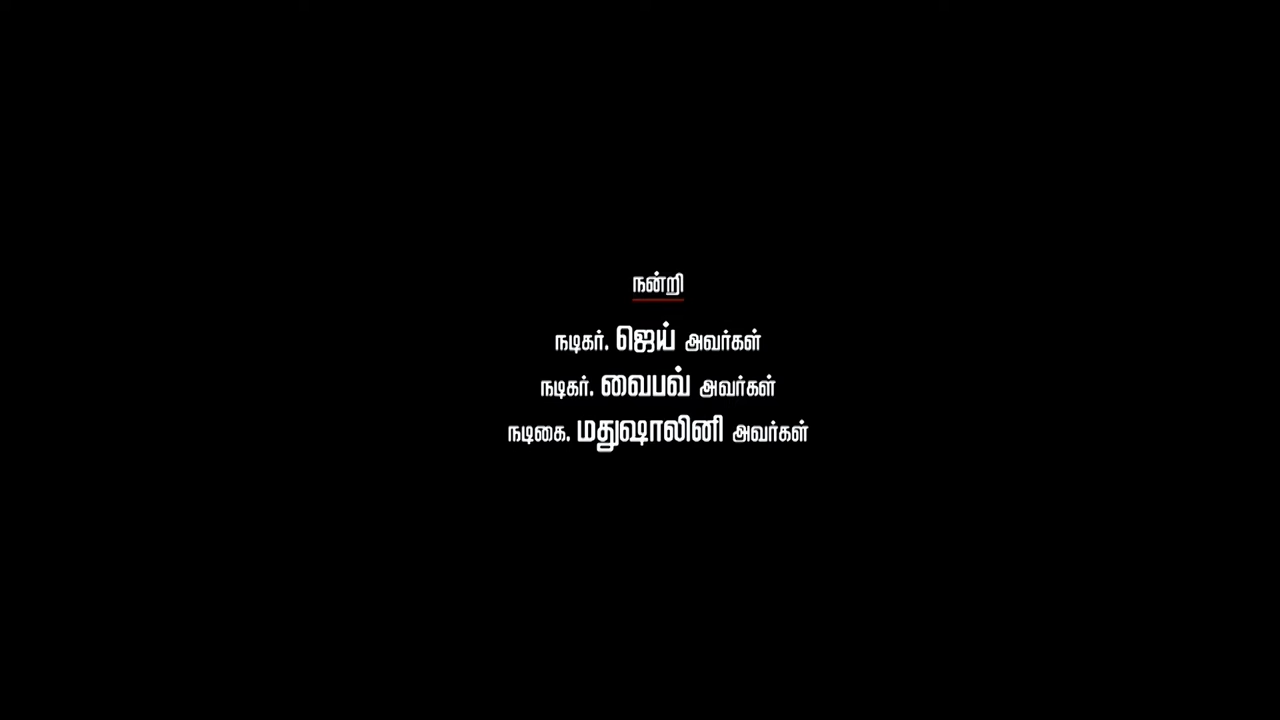 நன்றி
நடிகர். ஜெய் அவர்கள்
நடிகர். வைபவ் அவர்கள்
நடிகை. மதுஷாலினி அவர்கள்